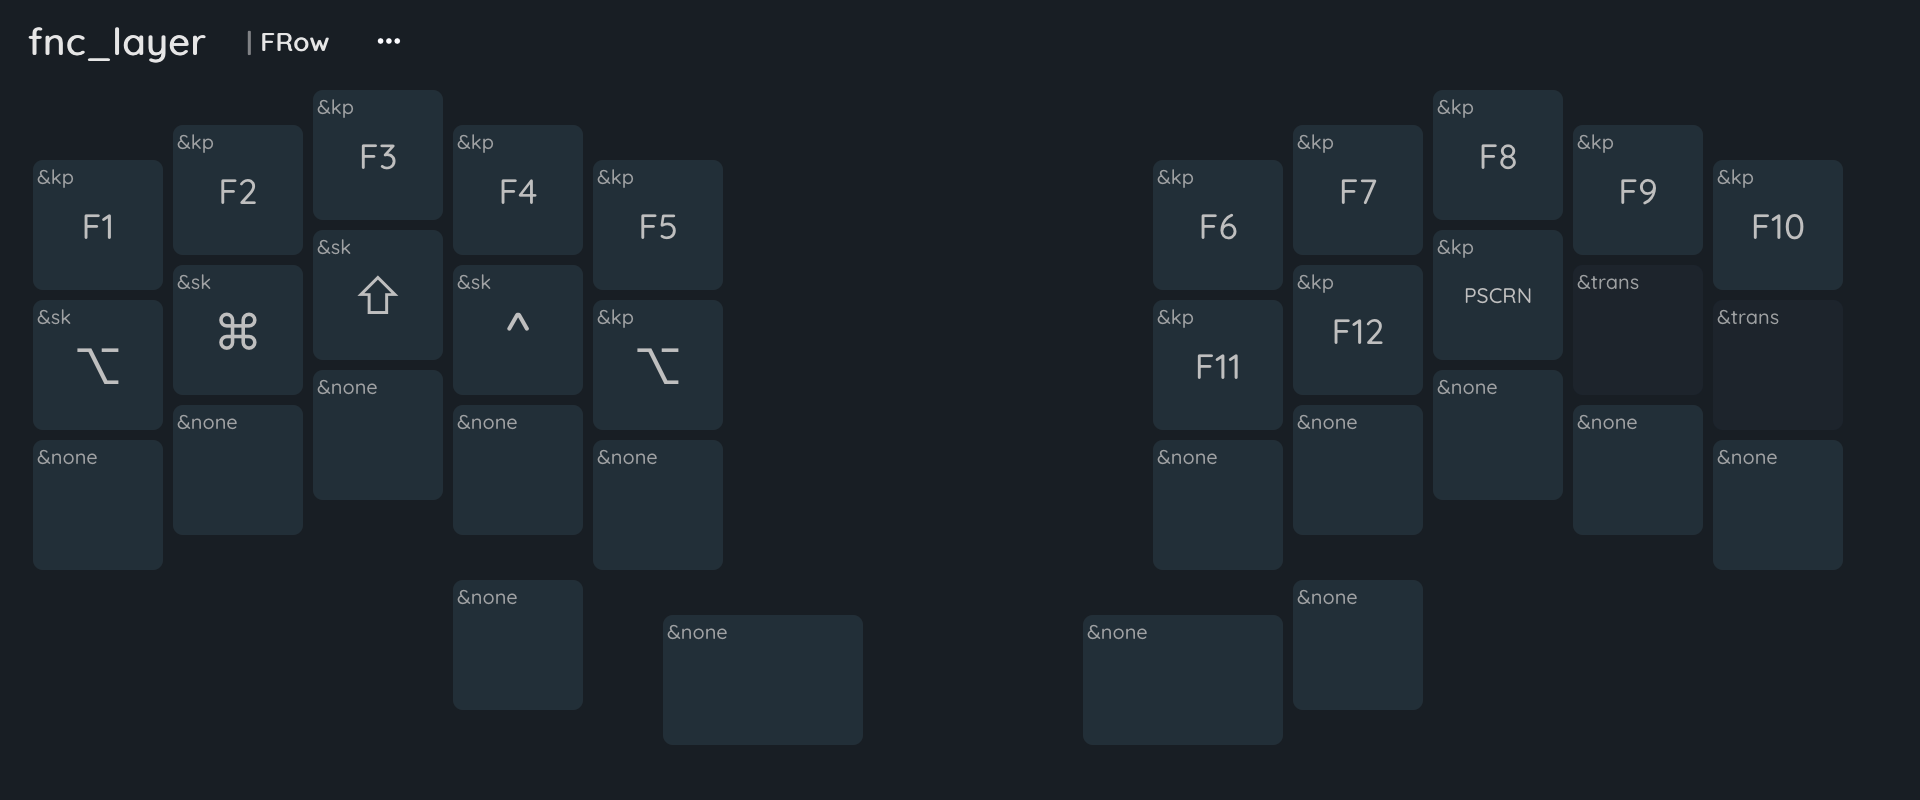 fnc_layer | FRow •••
&kp &kp &kp &kp &kp &kp &kp &kp &kp &kp
F1 F2 F3 F4 F5 F6 F7 F8 F9 F10
&sk &sk &sk &sk &kp &kp &kp &kp &trans &trans
⌥ ⌘ ⇧ ^ ⌥ F11 F12 PSCRN
&none &none &none &none &none &none &none &none &none &none
&none &none &none &none